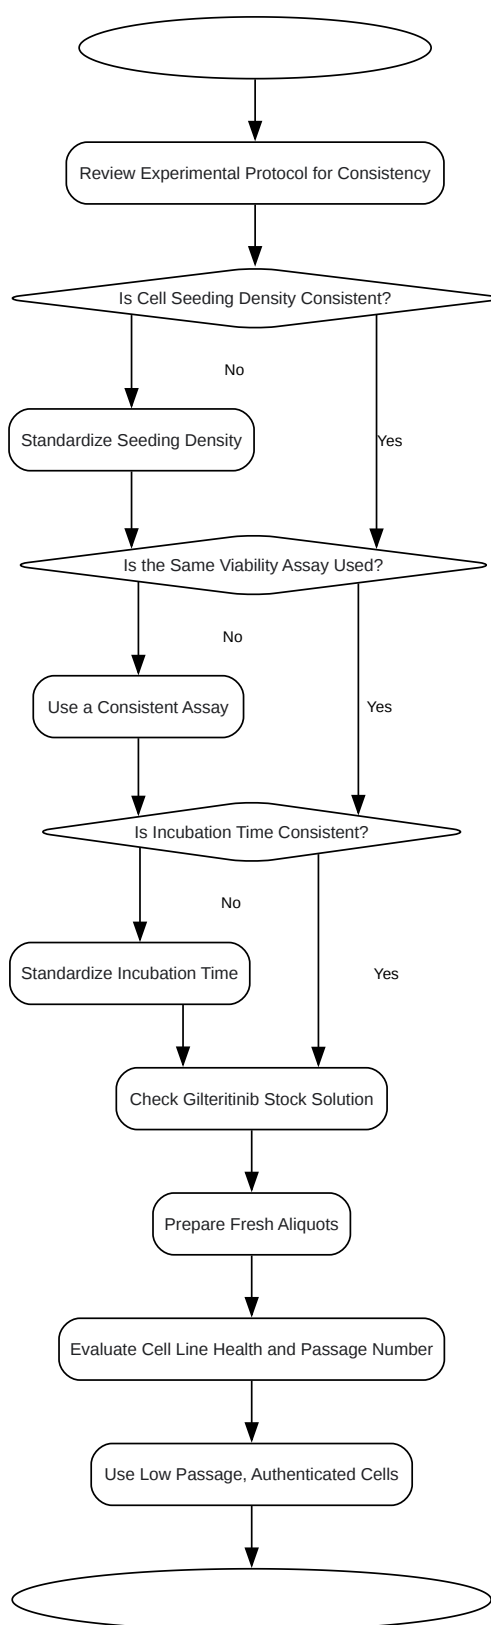 Review Experimental Protocol for Consistency
Is Cell Seeding Density Consistent?
No
Standardize Seeding Density
Yes
Is the Same Viability Assay Used?
No
Use a Consistent Assay
Yes
Is Incubation Time Consistent?
No
Standardize Incubation Time
Yes
Check Gilteritinib Stock Solution
Prepare Fresh Aliquots
Evaluate Cell Line Health and Passage Number
Use Low Passage, Authenticated Cells